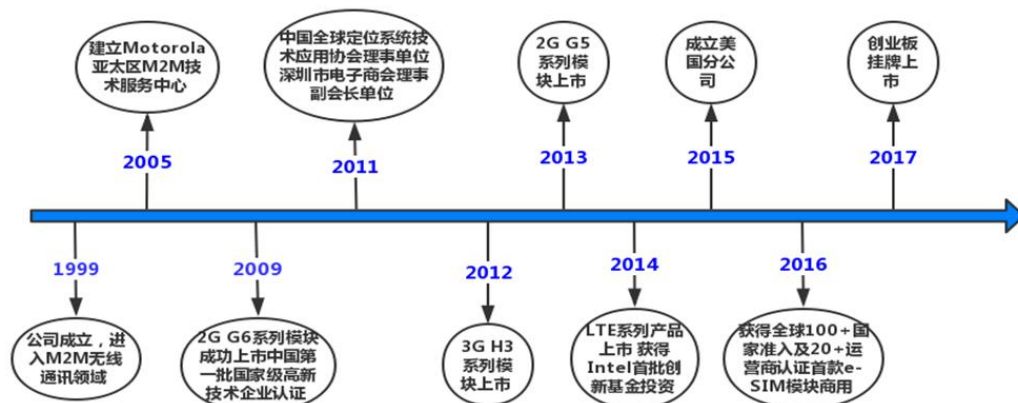 建立Motorola
亚太区M2M技
术服务中心
中国全球定位系统技
术应用协会理事单位
深圳市电子商会理事
副会长单位
2G G5
系列模
块上市
成立美
国分公
司
创业板
挂牌上
市
2005
2011
2013
2015
2017
1999
2009
2012
2014
2016
公司成立，进
入M2M无线
通讯领域
2G G6系列模块
成功上市中国第
一批国家级高新
技术企业认证
3G H3
系列模
块上市
LTE系列产品
上市 获得
Intel首批创
新基金投资
获得全球100+国
家准入及20+运
营商认证首款e-
SIM模块商用